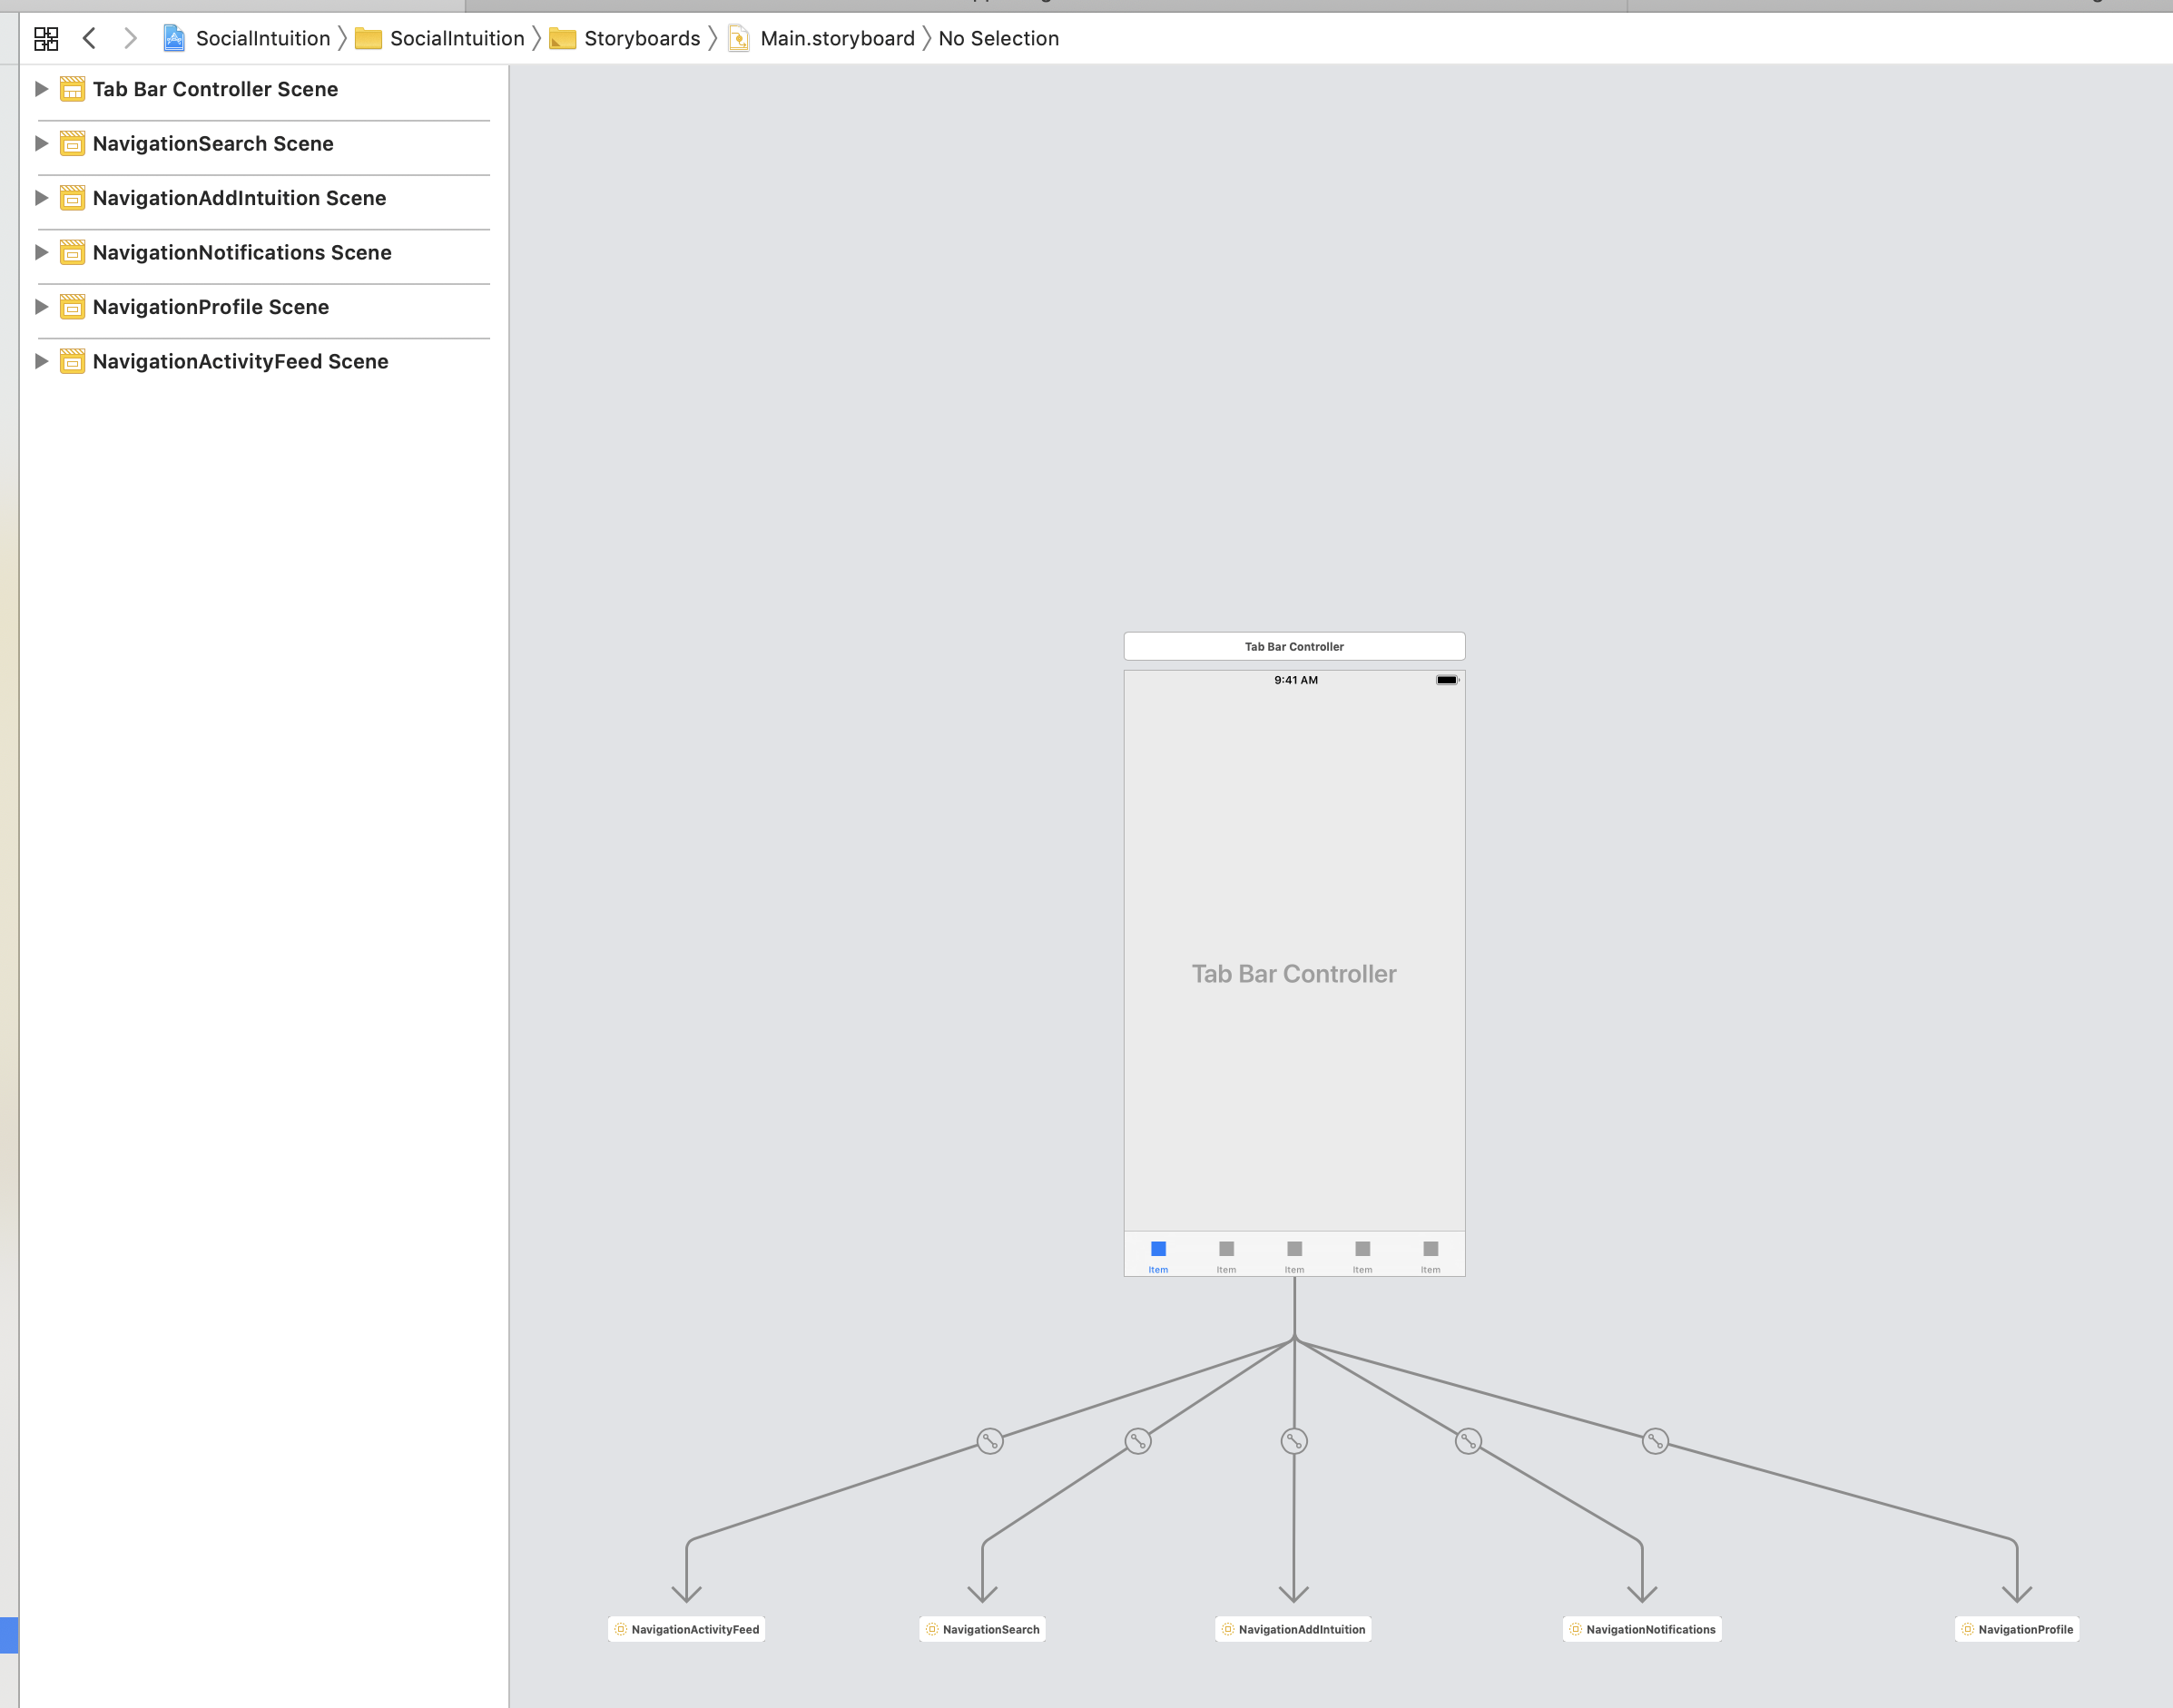 SocialIntuition 〉 SocialIntuition 〉 Storyboards 〉 Main.storyboard 〉 No Selection
Tab Bar Controller Scene
NavigationSearch Scene
NavigationAddIntuition Scene
NavigationNotifications Scene
NavigationProfile Scene
NavigationActivityFeed Scene
Tab Bar Controller
9:41 AM
Tab Bar Controller
Item Item Item Item Item
NavigationActivityFeed NavigationSearch NavigationAddIntuition NavigationNotifications NavigationProfile